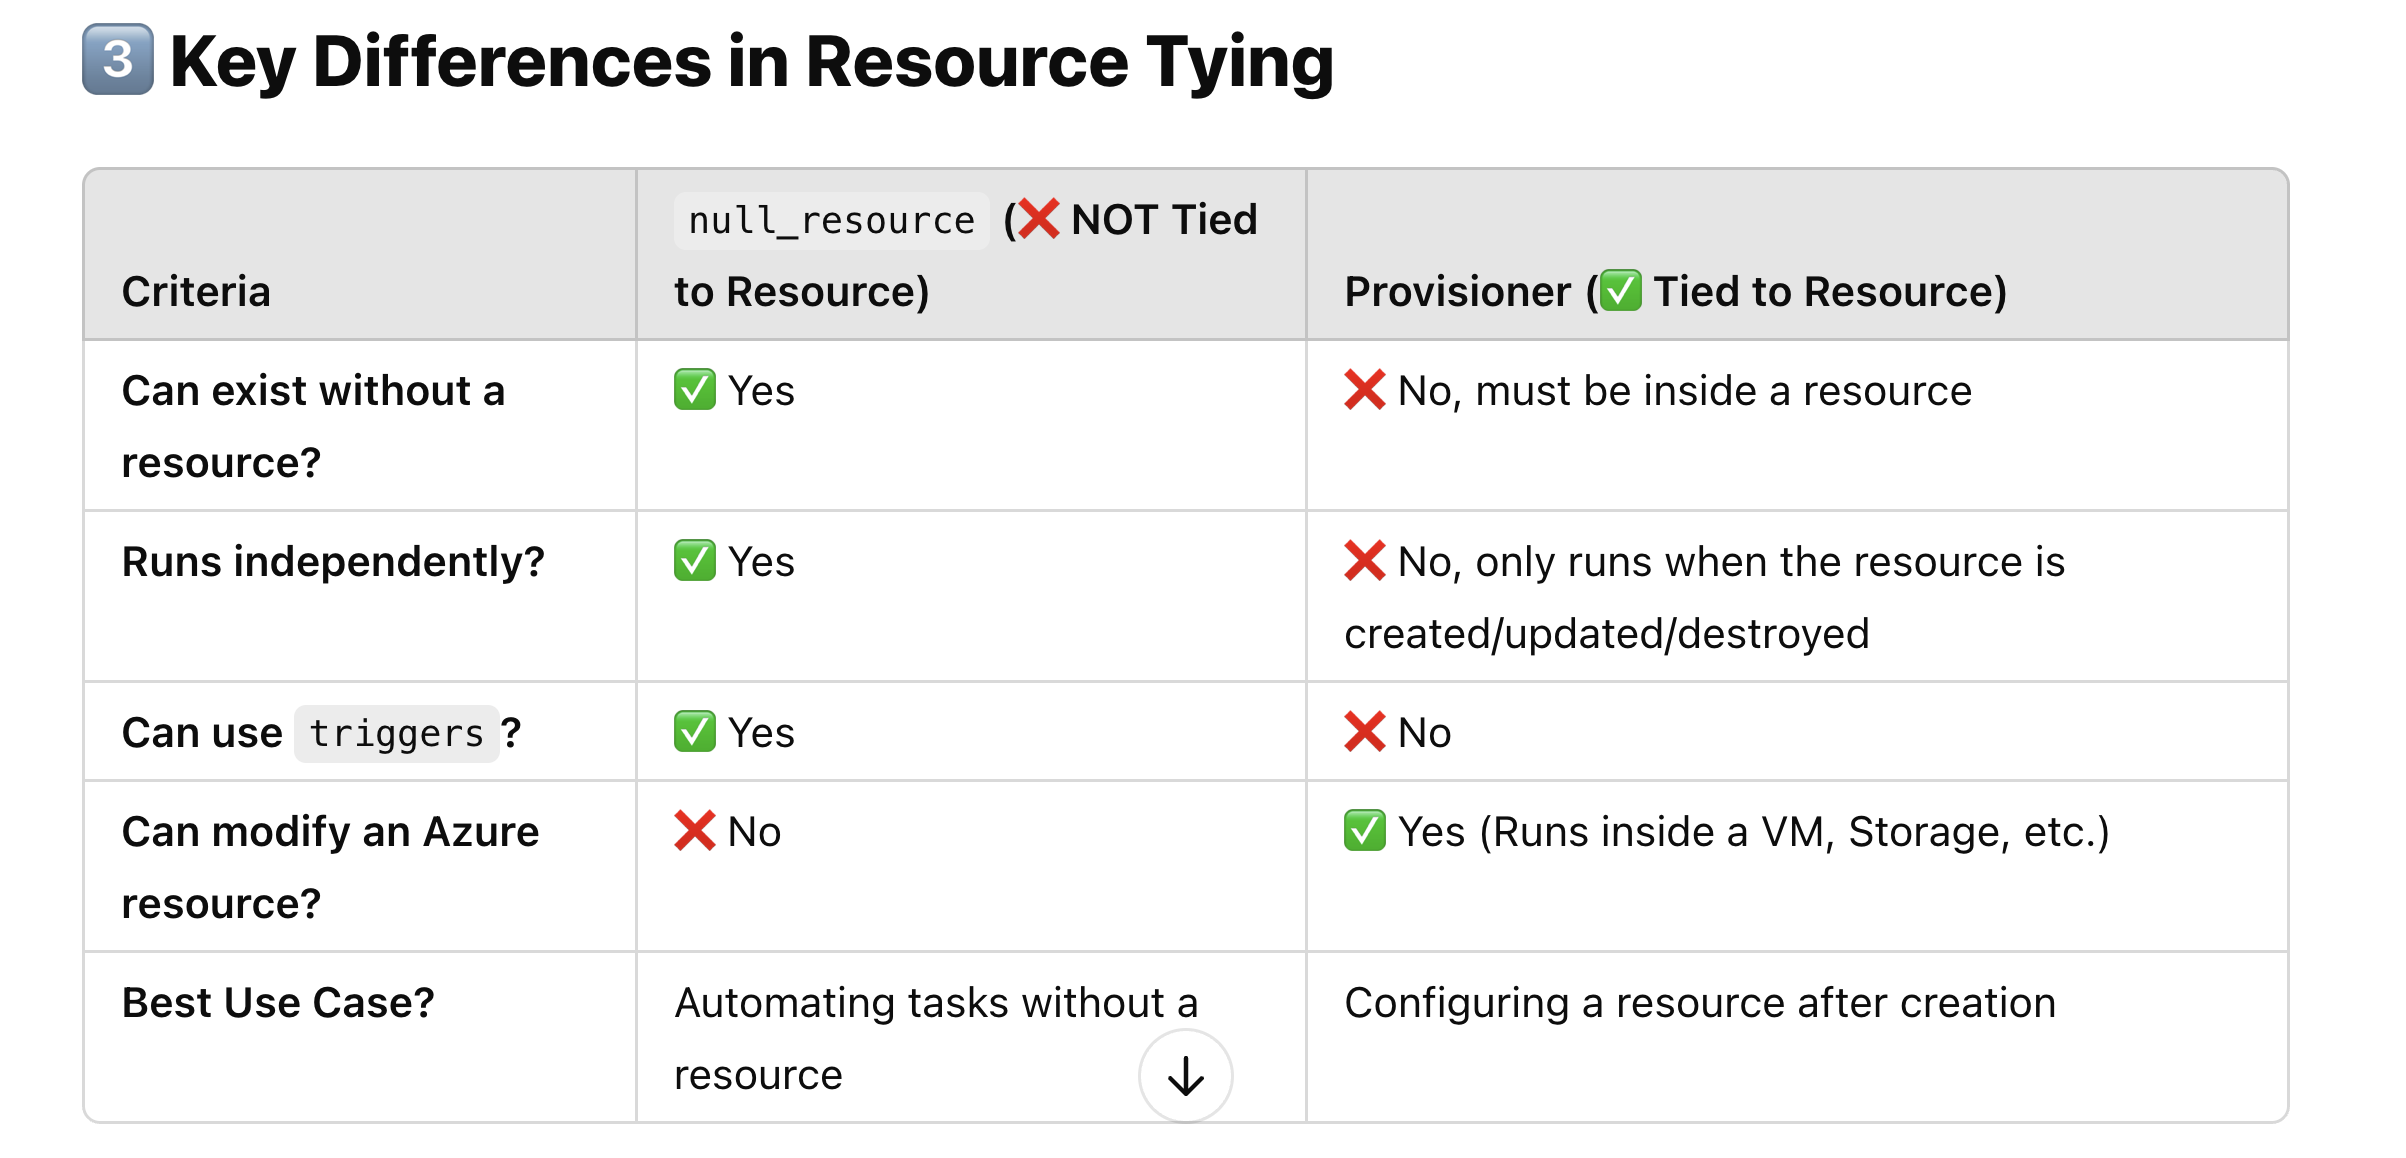 3️⃣ Key Differences in Resource Tying
Criteria
null_resource (❌ NOT Tied
to Resource)
Provisioner (✅ Tied to Resource)
Can exist without a
resource?
✅ Yes
❌ No, must be inside a resource
Runs independently?
✅ Yes
❌ No, only runs when the resource is
created/updated/destroyed
Can use triggers?
✅ Yes
❌ No
Can modify an Azure
resource?
❌ No
✅ Yes (Runs inside a VM, Storage, etc.)
Best Use Case?
Automating tasks without a
resource
Configuring a resource after creation